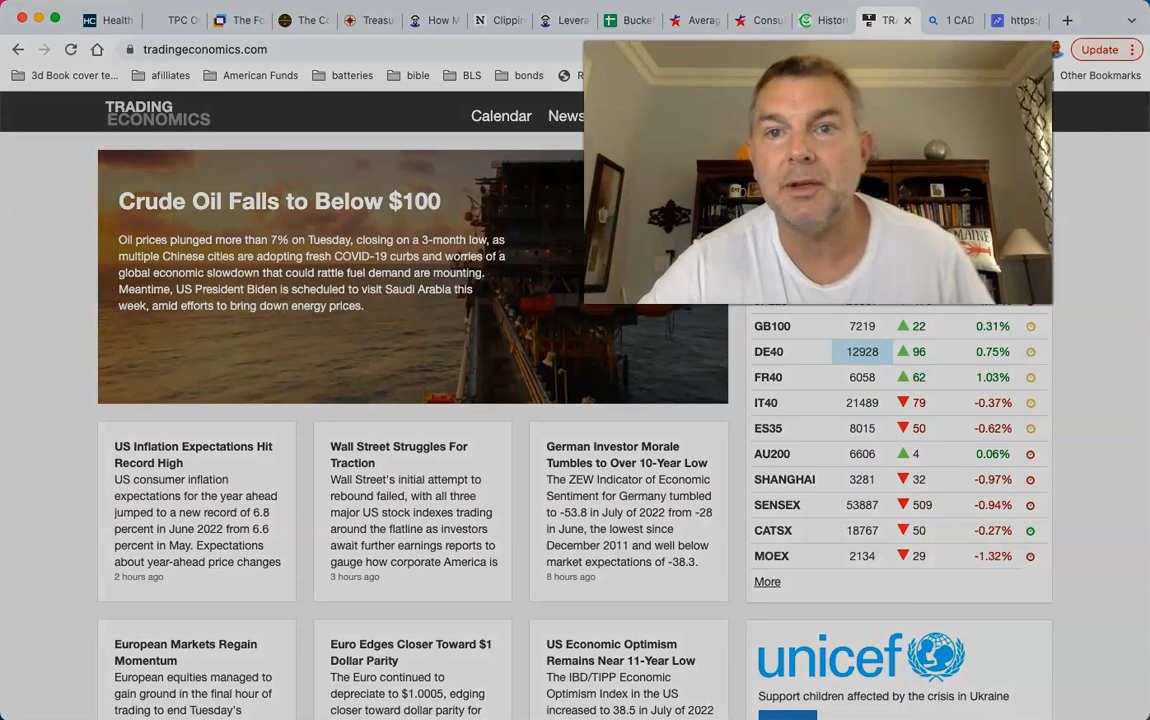 Health
TPC O
The Fo
The Co
Treasu
How M
Clippin
Levera
Bucke
Averag
Consu
Histori
TRA
1 CAD
https:/
tradingeconomics.com
Update
3d Book cover te...
afiliates
American Funds
batteries
bible
BLS
bonds
R
Other Bookmarks
TRADING
ECONOMICS
Calendar
News
Crude Oil Falls to Below $100
Oil prices plunged more than 7% on Tuesday, closing on a 3-month low, as
multiple Chinese cities are adopting fresh COVID-19 curbs and worries of a
global economic slowdown that could rattle fuel demand are mounting.
Meantime, US President Biden is scheduled to visit Saudi Arabia this
week, amid efforts to bring down energy prices.
MAINE
GB100 7219 22 0.31%
DE40 12928 96 0.75%
FR40 6058 62 1.03%
IT40 21489 79 -0.37%
ES35 8015 50 -0.62%
AU200 6606 4 0.06%
SHANGHAI 3281 32 -0.97%
SENSEX 53887 509 -0.94%
CATSX 18767 50 -0.27%
MOEX 2134 29 -1.32%
More
US Inflation Expectations Hit
Record High
US consumer inflation
expectations for the year ahead
jumped to a new record of 6.8
percent in June 2022 from 6.6
percent in May. Expectations
about year-ahead price changes
2 hours ago
Wall Street Struggles For
Traction
Wall Street's initial attempt to
rebound failed, with all three
major US stock indexes trading
around the flatline as investors
await further earnings reports to
gauge how corporate America is
3 hours ago
German Investor Morale
Tumbles to Over 10-Year Low
The ZEW Indicator of Economic
Sentiment for Germany tumbled
to -53.8 in July of 2022 from -28
in June, the lowest since
December 2011 and well below
market expectations of -38.3.
8 hours ago
European Markets Regain
Momentum
European equities managed to
gain ground in the final hour of
trading to end Tuesday's
Euro Edges Closer Toward $1
Dollar Parity
The Euro continued to
depreciate to $1.0005, edging
closer toward dollar parity for
US Economic Optimism
Remains Near 11-Year Low
The IBD/TIPP Economic
Optimism Index in the US
increased to 38.5 in July of 2022
unicef
Support children affected by the crisis in Ukraine